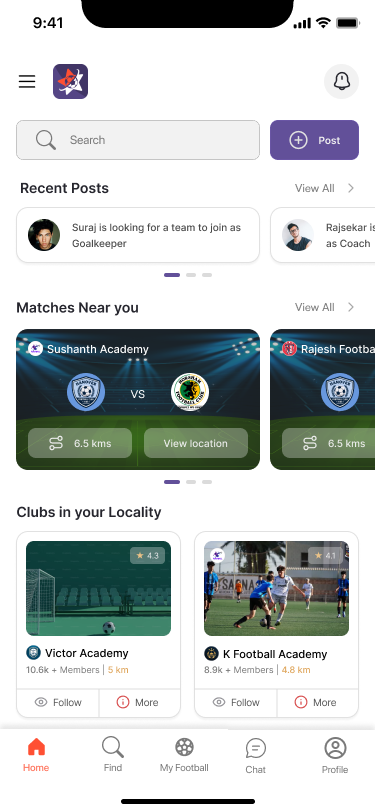 9:41
Search
Post
Recent Posts
View All
Suraj is looking for a team to join as
Goalkeeper
Rajsekar is
as Coach
Matches Near you
View All
Sushanth Academy
VS
6.5 kms
View location
Rajesh Footba
6.5 kms
Clubs in your Locality
4.3
Victor Academy
10.6k + Members | 5 km
Follow
More
4.1
K Football Academy
8.9k + Members | 4.8 km
Follow
More
Home
Find
My Football
Chat
Profile